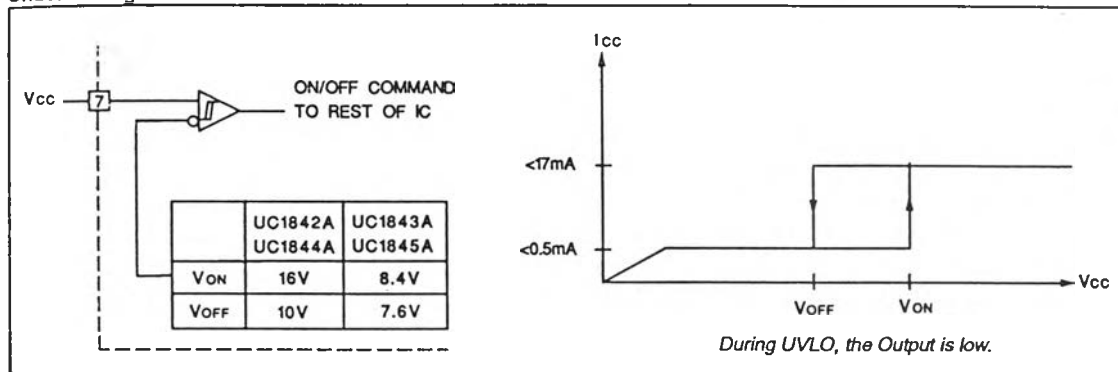 Vcc
7
ON/OFF COMMAND
TO REST OF IC
UC1842A UC1843A
UC1844A UC1845A
VON 16V 8.4V
VOFF 10V 7.6V
Icc
<17mA
<0.5mA
VOFF VON
Vcc
During UVLO, the Output is low.